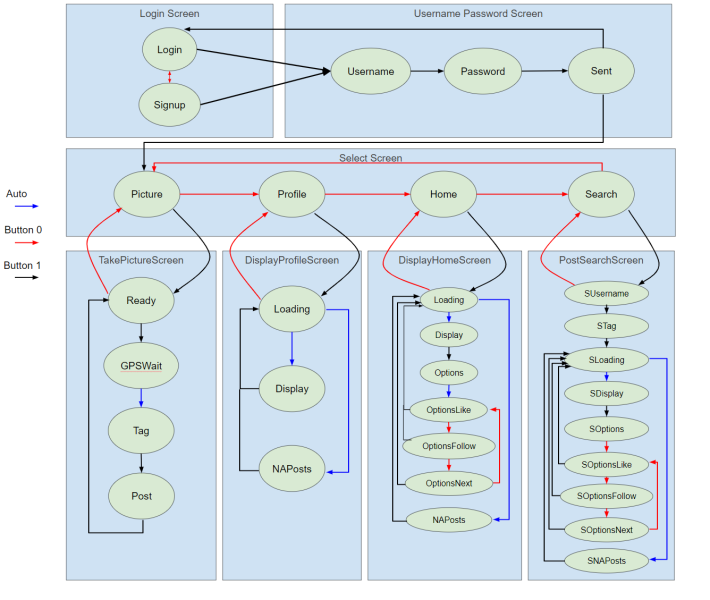 Login Screen
Username Password Screen
Login
Signup
Username
Password
Sent
Select Screen
Picture
Profile
Home
Search
Auto
Button 0
Button 1
TakePictureScreen
Ready
GPSWait
Tag
Post
DisplayProfileScreen
Loading
Display
NAPosts
DisplayHomeScreen
Loading
Display
Options
OptionsLike
OptionsFollow
OptionsNext
NAPosts
PostSearchScreen
SUsername
STag
SLoading
SDisplay
SOptions
SOptionsLike
SOptionsFollow
SOptionsNext
SNAPosts